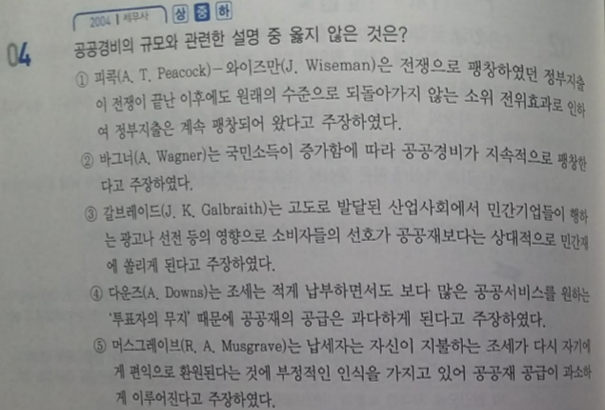 2004 | 세무사 상 중 하
04 공공경비의 규모와 관련한 설명 중 옳지 않은 것은?
① 피콕(A. T. Peacock)-와이즈만(J. Wiseman)은 전쟁으로 팽창하였던 정부지출
이 전쟁이 끝난 이후에도 원래의 수준으로 되돌아가지 않는 소위 전위효과로 인하
여 정부지출은 계속 팽창되어 왔다고 주장하였다.
② 바그너(A. Wagner)는 국민소득이 증가함에 따라 공공경비가 지속적으로 팽창한
다고 주장하였다.
③ 갈브레이드(J. K. Galbraith)는 고도로 발달된 산업사회에서 민간기업들이 행하
는 광고나 선전 등의 영향으로 소비자들의 선호가 공공재보다는 상대적으로 민간재
에 쏠리게 된다고 주장하였다.
④ 다운즈(A. Downs)는 조세는 적게 납부하면서도 보다 많은 공공서비스를 원하는
‘투표자의 무지’ 때문에 공공재의 공급은 과다하게 된다고 주장하였다.
⑤ 머스그레이브(R. A. Musgrave)는 납세자는 자신이 지불하는 조세가 다시 자기에
게 편익으로 환원된다는 것에 부정적인 인식을 가지고 있어 공공재 공급이 과소하
게 이루어진다고 주장하였다.